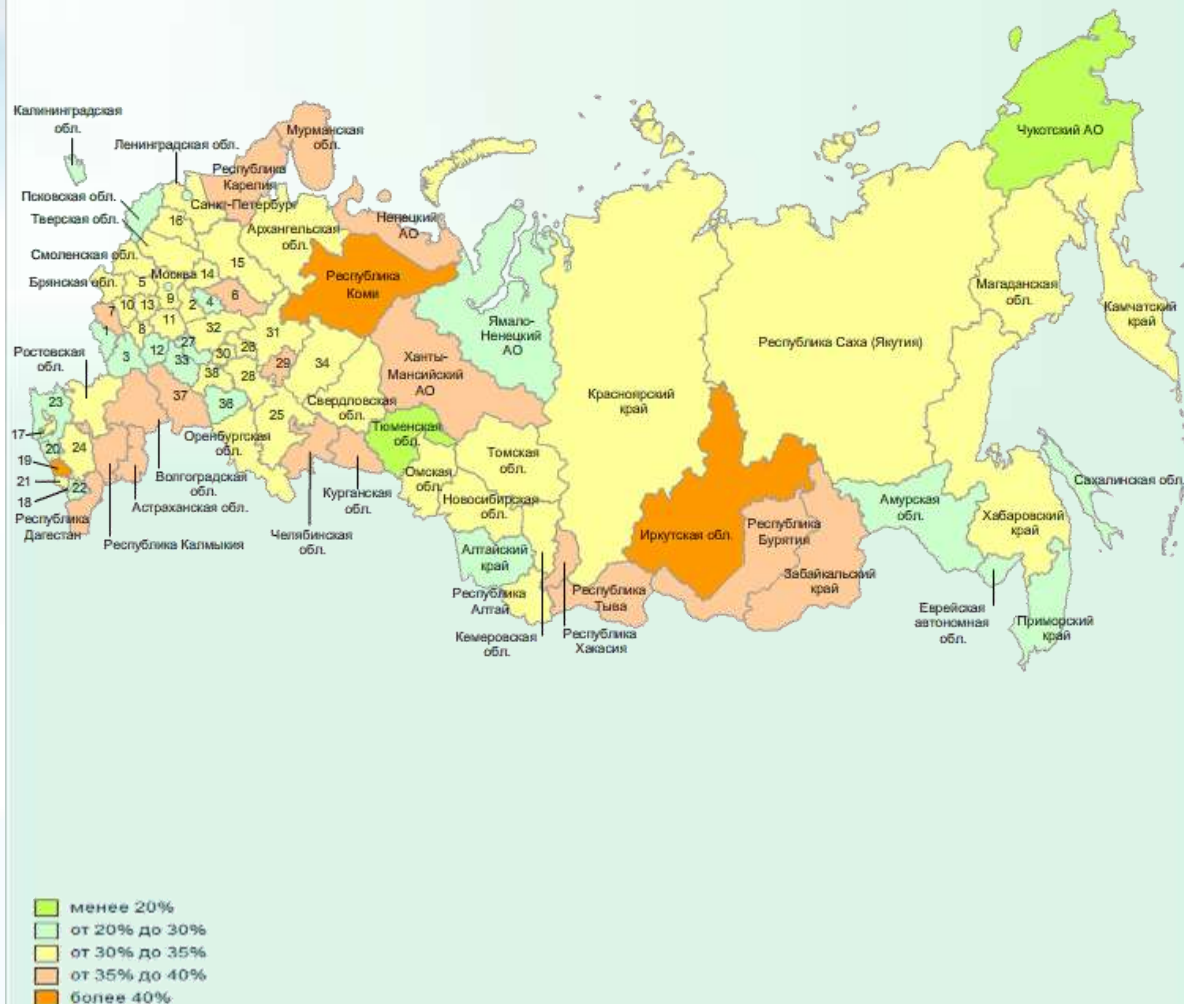 Калининградская
обл.
Ленинградская обл.
Мурманская
обл.
Республика
Карелия
Псковская обл.
Санкт-Петербург
Тверская обл.
16
Ненецкий
АО
Архангельская
обл.
Смоленская обл.
15
Москва
14
Брянская обл.
5
Республика
Коми
6
7
10
13
9
2
4
1
8
11
32
31
Ямало-
Ненецкий
АО
Ростовская
обл.
3
12
27
33
30
26
29
34
Ханты-
Мансийский
АО
38
28
23
37
36
25
Свердловская
обл.
17
20
24
Оренбургская
обл.
Тюменская
обл.
19
21
18
22
Волгоградская
обл.
Астраханская обл.
Республика
Дагестан
Республика Калмыкия
Челябинская
обл.
Курганская
обл.
Омская
обл.
Томская
обл.
Новосибирская
обл.
Алтайский
край
Республика
Алтай
Кемеровская
обл.
Республика
Хакасия
Республика
Тыва
Красноярский
край
Иркутская обл.
Республика
Бурятия
Забайкальский
край
Республика Саха (Якутия)
Чукотский АО
Магаданская
обл.
Камчатский
край
Амурская
обл.
Хабаровский
край
Сахалинская обл.
Еврейская
автономная
обл.
Приморский
край
менее 20%
от 20% до 30%
от 30% до 35%
от 35% до 40%
более 40%